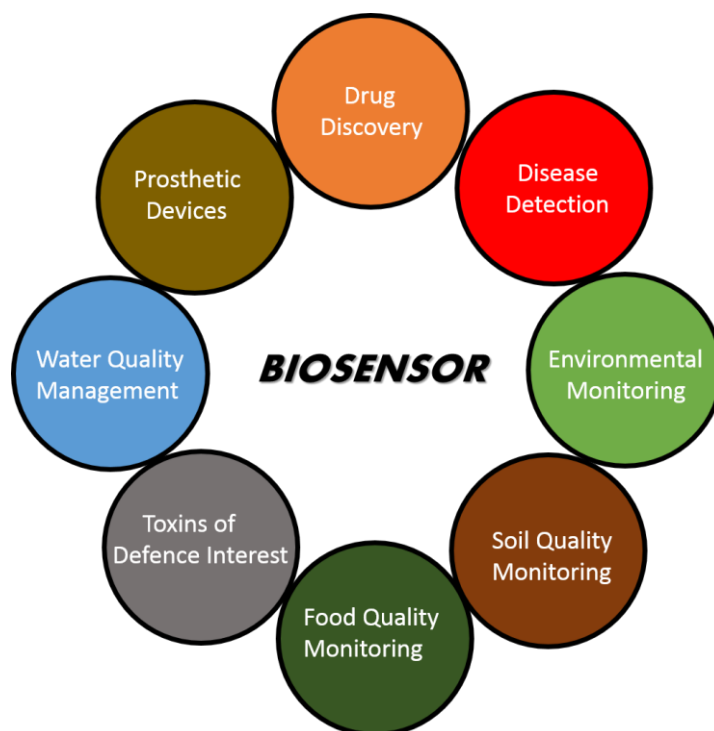 Drug
Discovery
Disease
Detection
Environmental
Monitoring
Soil Quality
Monitoring
Food Quality
Monitoring
Toxins of
Defence Interest
Water Quality
Management
Prosthetic
Devices
BIOSENSOR